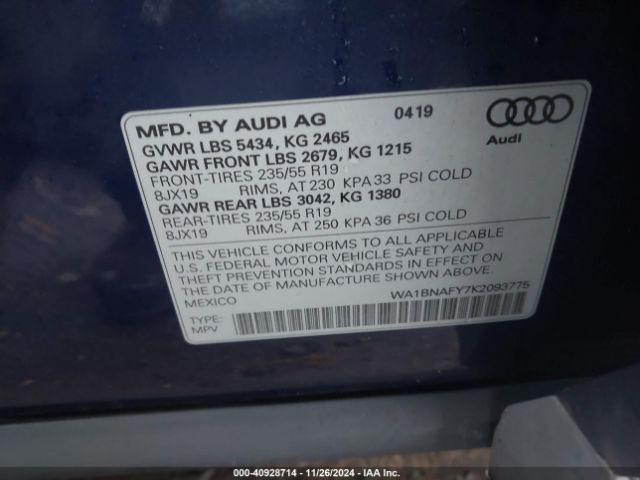 MFD. BY AUDI AG 0419
GVWR LBS 5434, KG 2465
GAWR FRONT LBS 2679, KG 1215
FRONT-TIRES 235/55 R19
8JX19 RIMS, AT 230 KPA 33 PSI COLD
GAWR REAR LBS 3042, KG 1380
REAR-TIRES 235/55 R19
8JX19 RIMS, AT 250 KPA 36 PSI COLD
Audi
THIS VEHICLE CONFORMS TO ALL APPLICABLE
U.S. FEDERAL MOTOR VEHICLE SAFETY AND
THEFT PREVENTION STANDARDS IN EFFECT ON
THE DATE OF MANUFACTURE SHOWN ABOVE.
MEXICO WA1BNAFY7K2093775
TYPE:
MPV
000-40928714 - 11/26/2024 - IAA Inc.